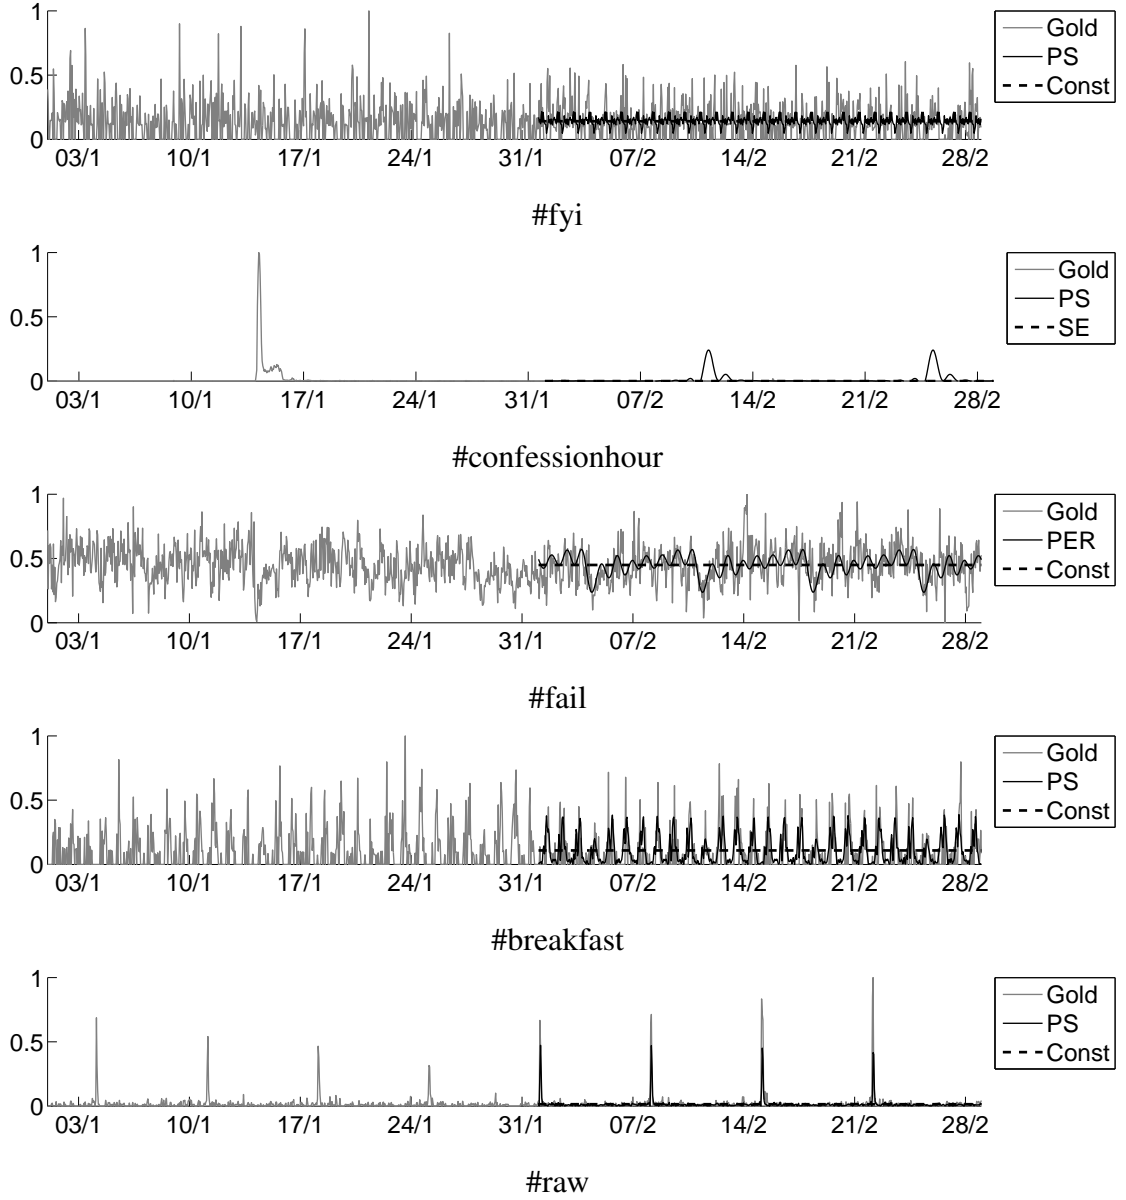 1
0.5
0
03/1 10/1 17/1 24/1 31/1 07/2 14/2 21/2 28/2
Gold
PS
Const
#fyi
1
0.5
0
03/1 10/1 17/1 24/1 31/1 07/2 14/2 21/2 28/2
Gold
PS
SE
#confessionhour
1
0.5
0
03/1 10/1 17/1 24/1 31/1 07/2 14/2 21/2 28/2
Gold
PER
Const
#fail
1
0.5
0
03/1 10/1 17/1 24/1 31/1 07/2 14/2 21/2 28/2
Gold
PS
Const
#breakfast
1
0.5
0
03/1 10/1 17/1 24/1 31/1 07/2 14/2 21/2 28/2
Gold
PS
Const
#raw